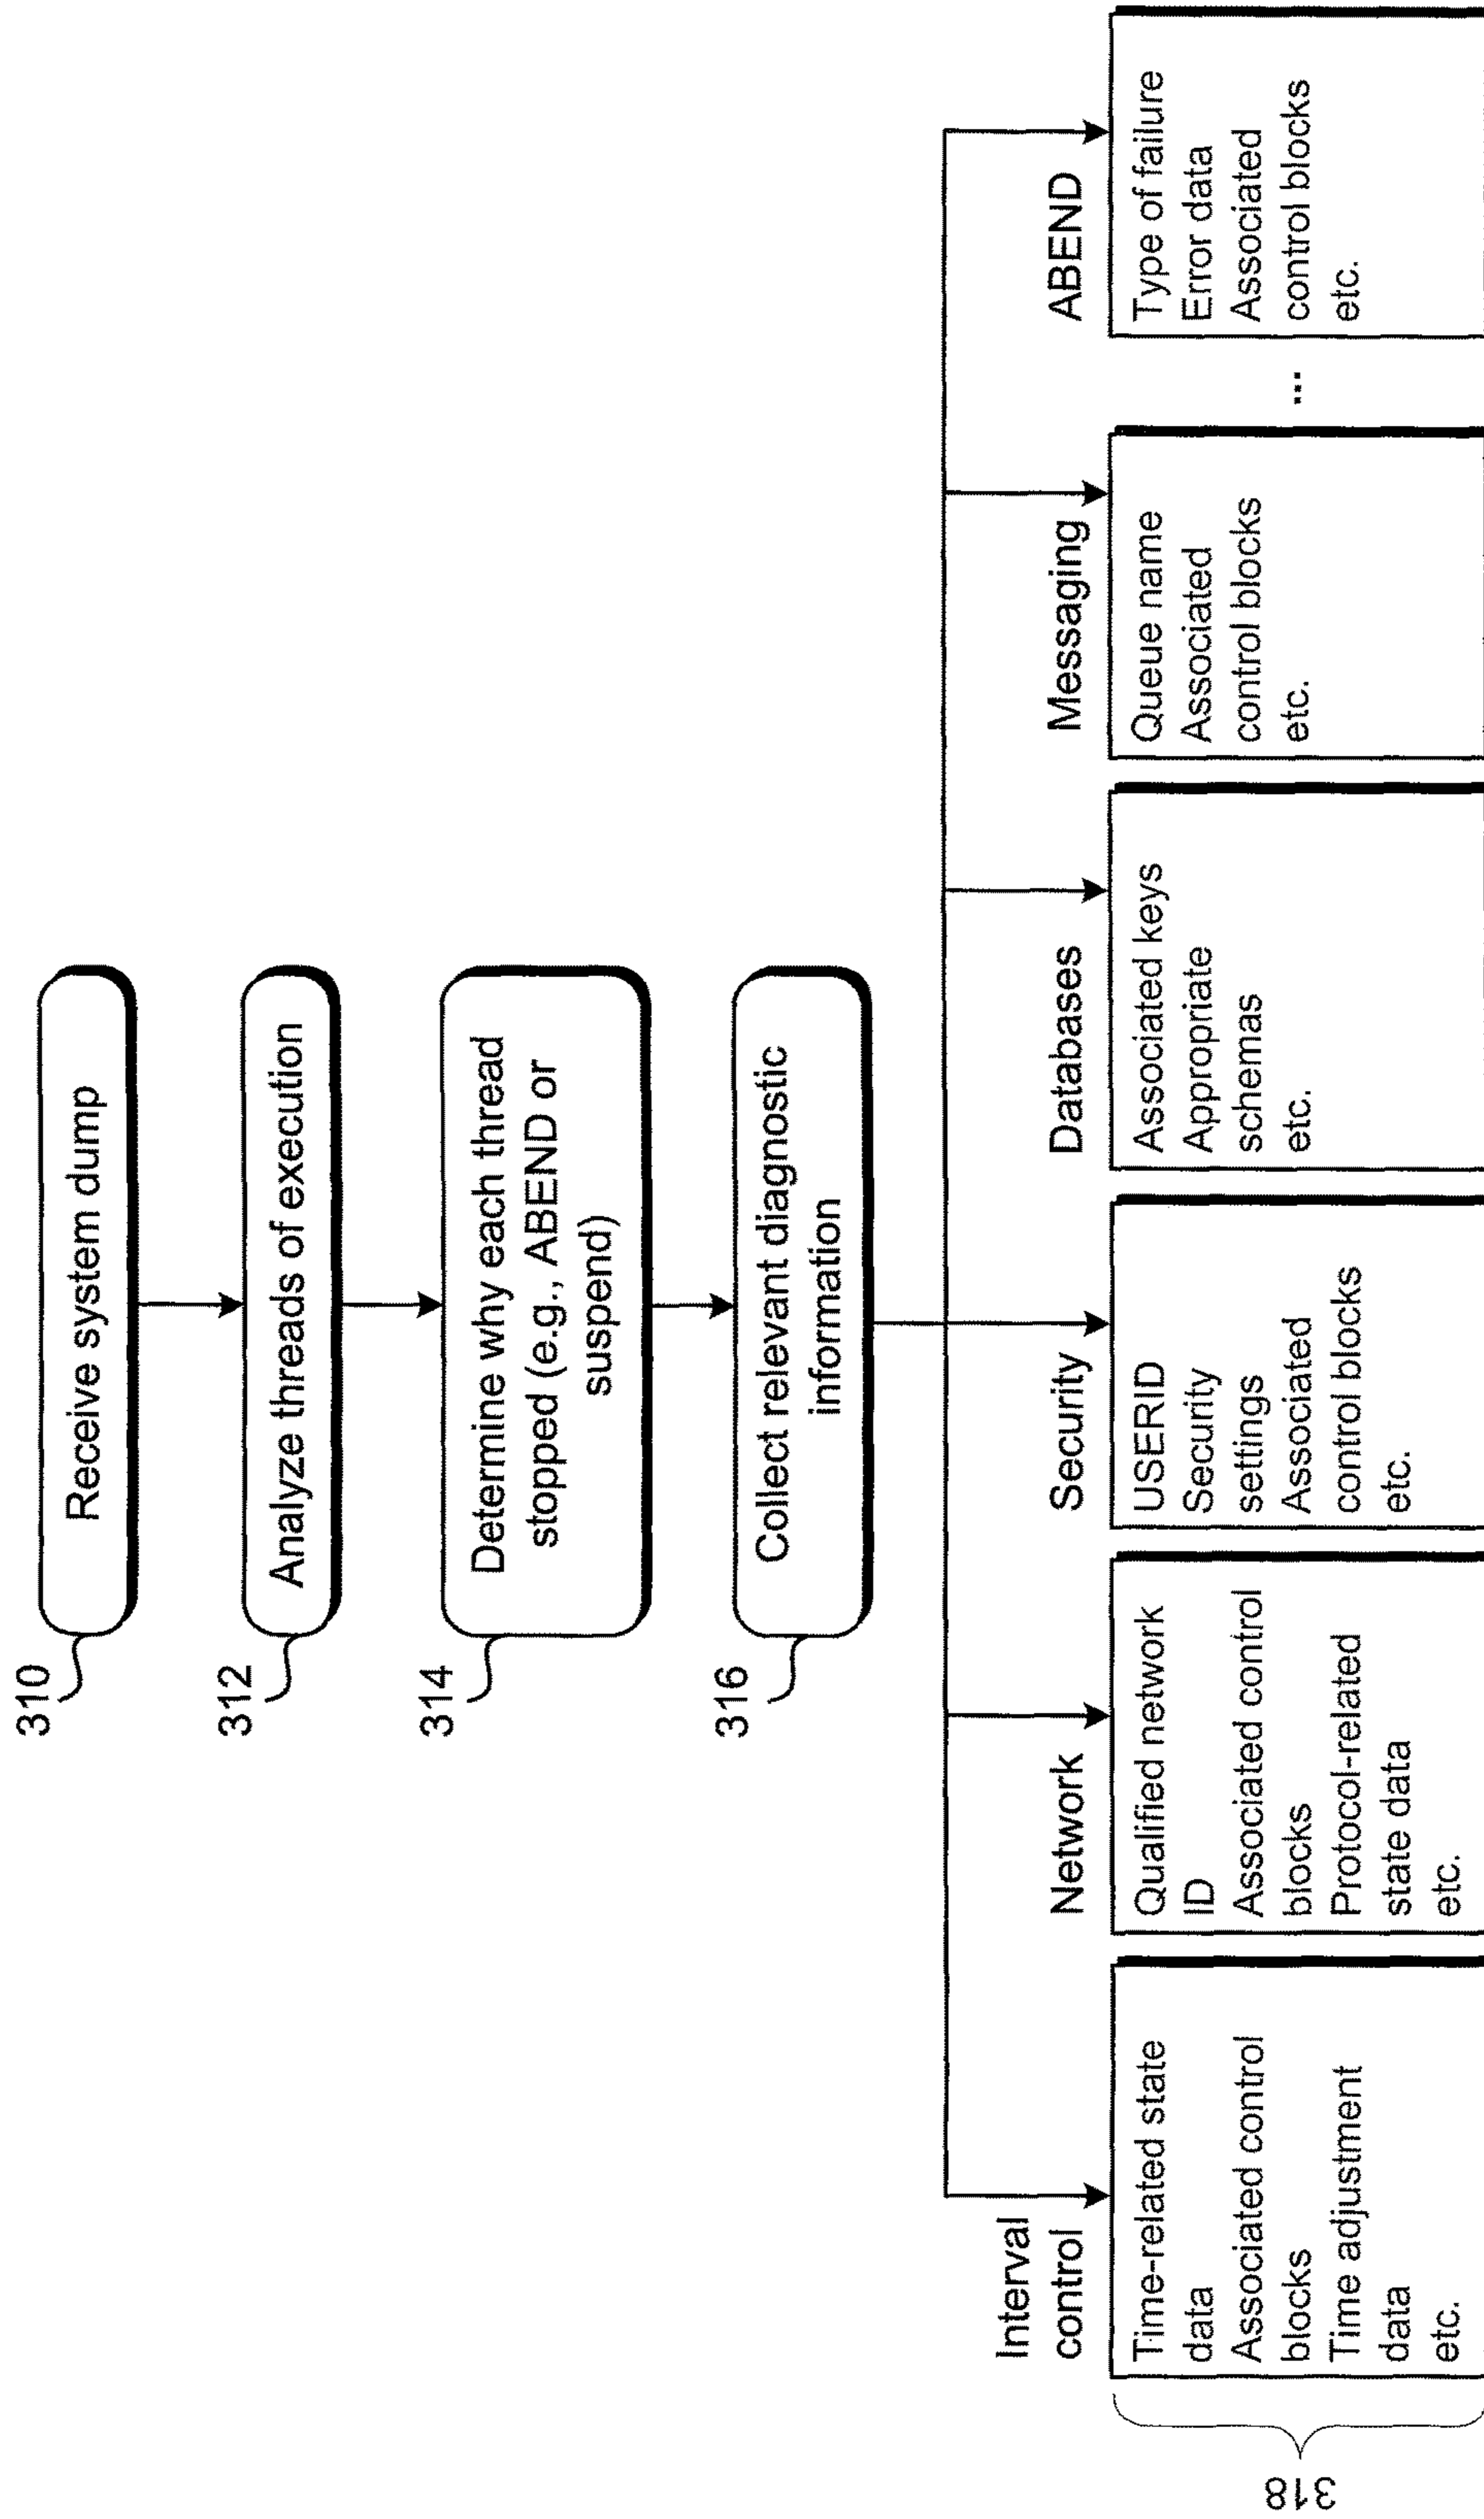 310
Receive system dump
312
Analyze threads of execution
314
Determine why each thread
stopped (e.g., ABEND or
suspend)
316
Collect relevant diagnostic
information
Interval
control
Time-related state
data
Associated control
blocks
Time adjustment
data
etc.
Network
Qualified network
ID
Associated control
blocks
Protocol-related
state data
etc.
Security
USERID
Security
settings
Associated
control blocks
etc.
Databases
Associated keys
Appropriate
schemas
etc.
Messaging
Queue name
Associated
control blocks
etc.
...
ABEND
Type of failure
Error data
Associated
control blocks
etc.
318